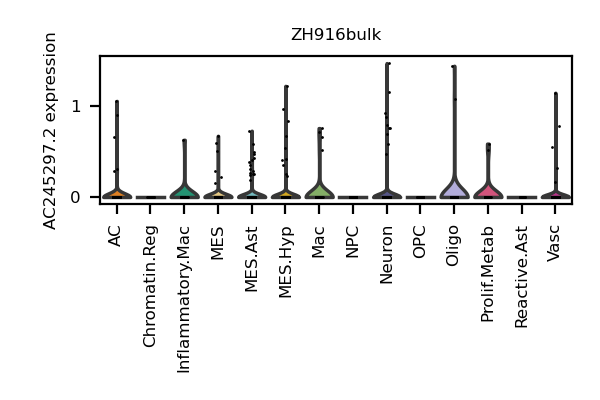 ZH916bulk
AC245297.2 expression
1
0
AC
Chromatin.Reg
Inflammatory.Mac
MES
MES.Ast
MES.Hyp
Mac
NPC
Neuron
OPC
Oligo
Prolif.Metab
Reactive.Ast
Vasc